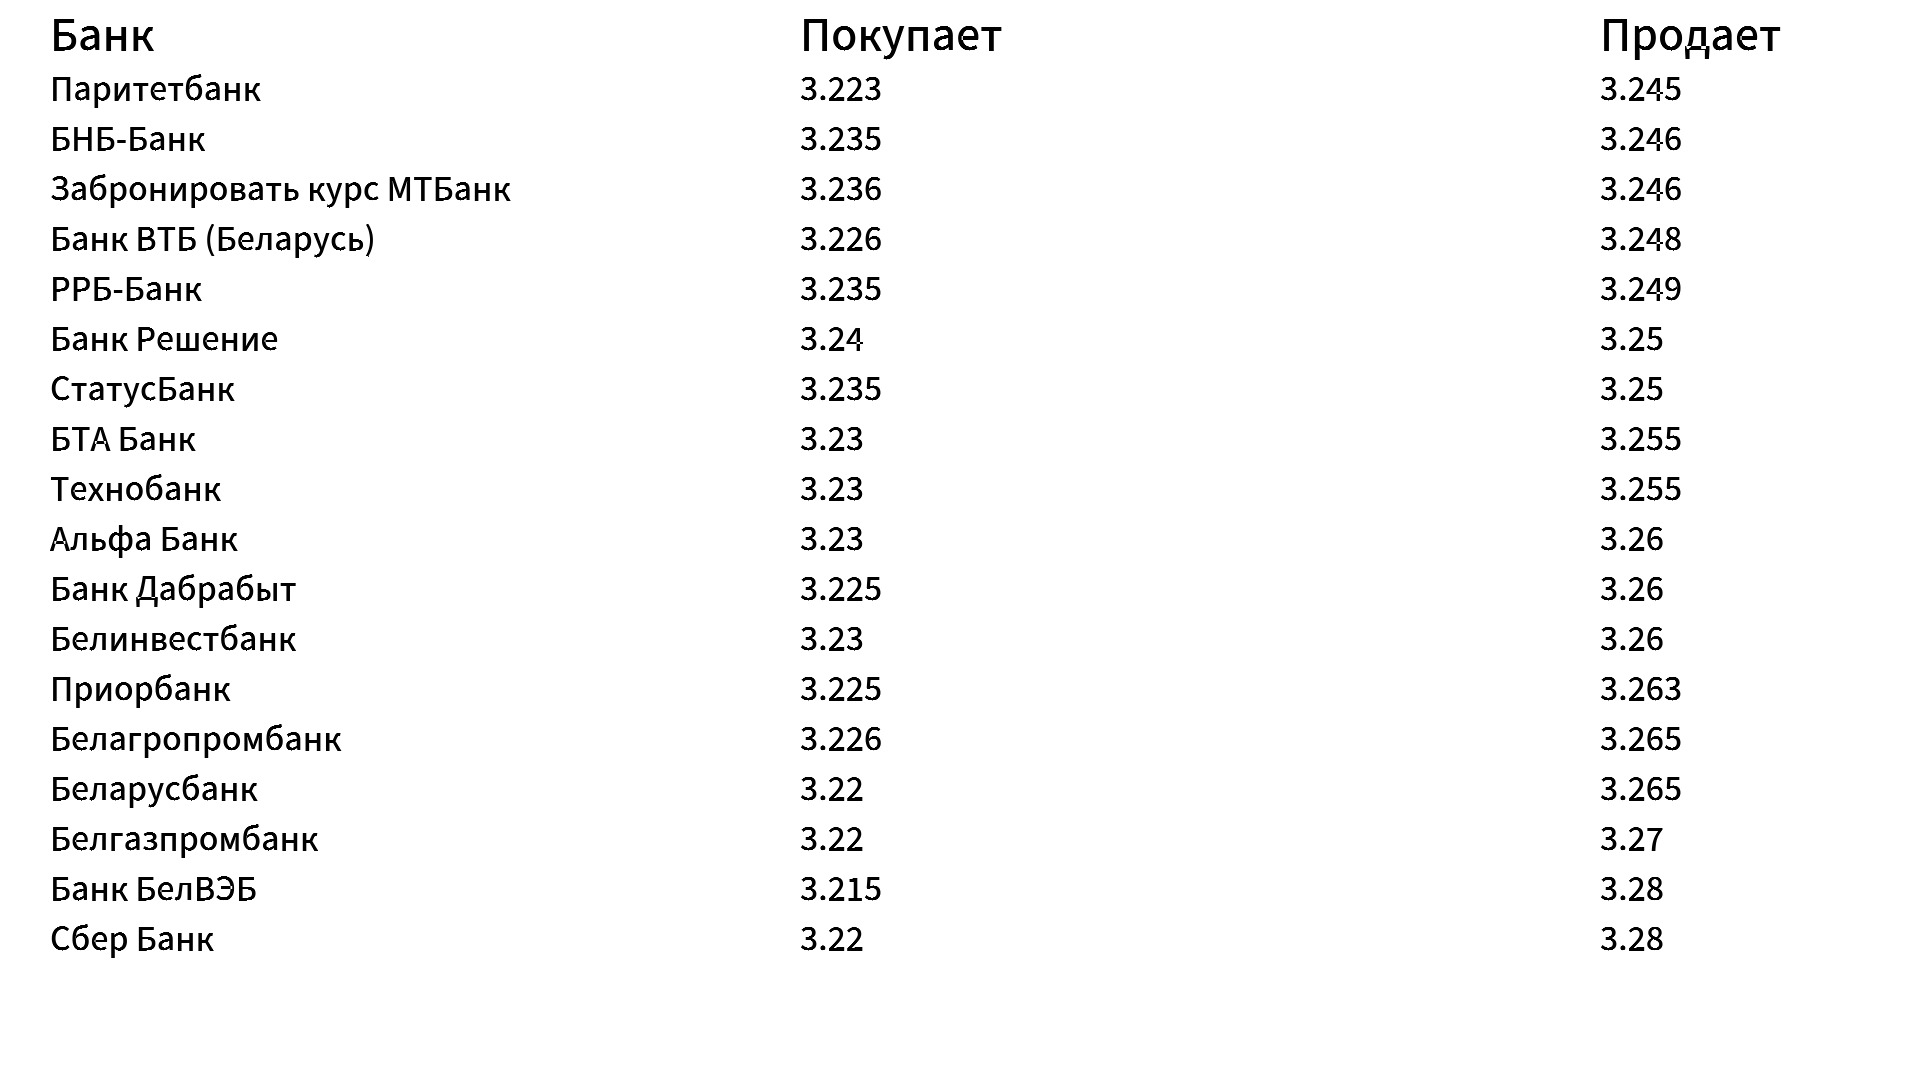 Банк Покупает Продает
Паритетбанк 3.223 3.245
БНБ-Банк 3.235 3.246
Забронировать курс МТБанк 3.236 3.246
Банк ВТБ (Беларусь) 3.226 3.248
РРБ-Банк 3.235 3.249
Банк Решение 3.24 3.25
СтатусБанк 3.235 3.25
БТА Банк 3.23 3.255
Технобанк 3.23 3.255
Альфа Банк 3.23 3.26
Банк Дабрабыт 3.225 3.26
Белинвестбанк 3.23 3.26
Приорбанк 3.225 3.263
Белагропромбанк 3.226 3.265
Беларусбанк 3.22 3.265
Белгазпромбанк 3.22 3.27
Банк БелВЭБ 3.215 3.28
Сбер Банк 3.22 3.28